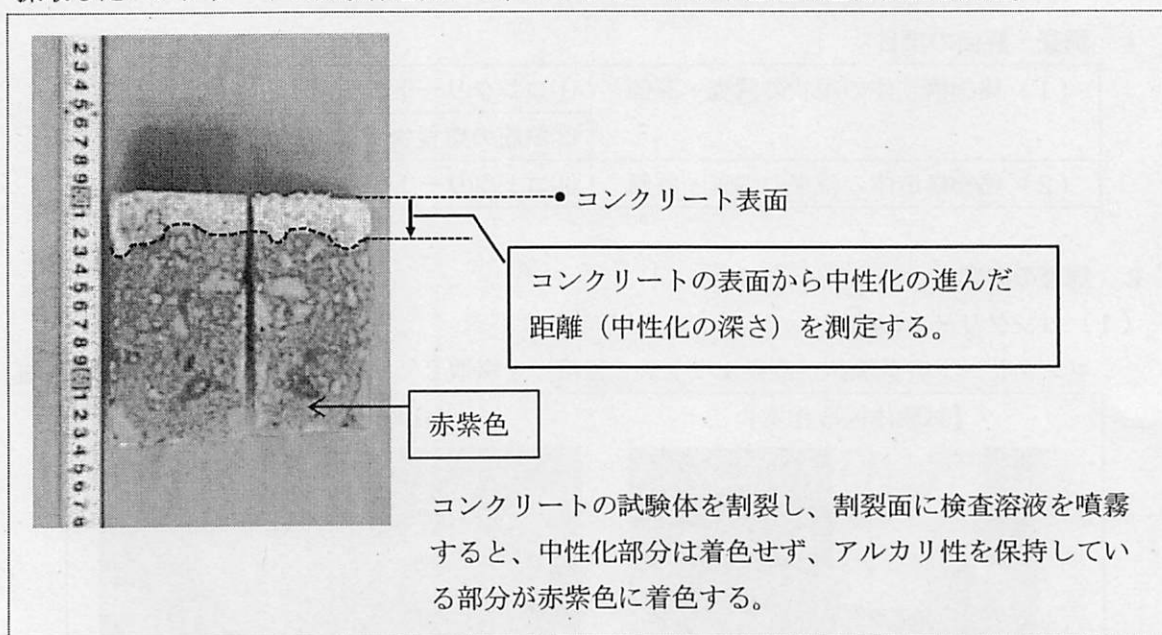 コンクリート表面
コンクリートの表面から中性化の進んだ
距離(中性化の深さ)を測定する。
赤紫色
コンクリートの試験体を割裂し、割裂面に検査溶液を噴霧
すると、中性化部分は着色せず、アルカリ性を保持してい
る部分が赤紫色に着色する。